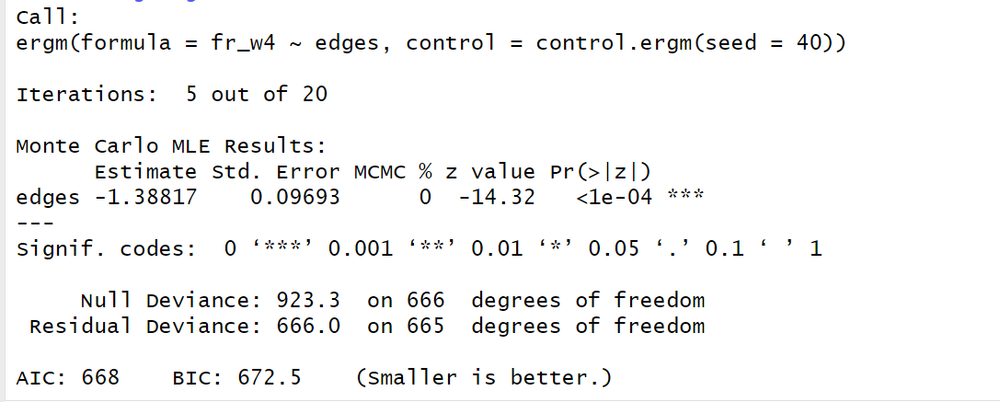 Call:
ergm(formula = fr_w4 ~ edges, control = control.ergm(seed = 40))
Iterations:  5 out of 20
Monte Carlo MLE Results:
      Estimate Std. Error MCMC % z value Pr(>|z|)
edges -1.38817    0.09693      0  -14.32   <1e-04 ***
---
Signif. codes:  0 ‘***’ 0.001 ‘**’ 0.01 ‘*’ 0.05 ‘.’ 0.1 ‘ ’ 1
     Null Deviance: 923.3  on 666  degrees of freedom
 Residual Deviance: 666.0  on 665  degrees of freedom
AIC: 668    BIC: 672.5    (Smaller is better.)